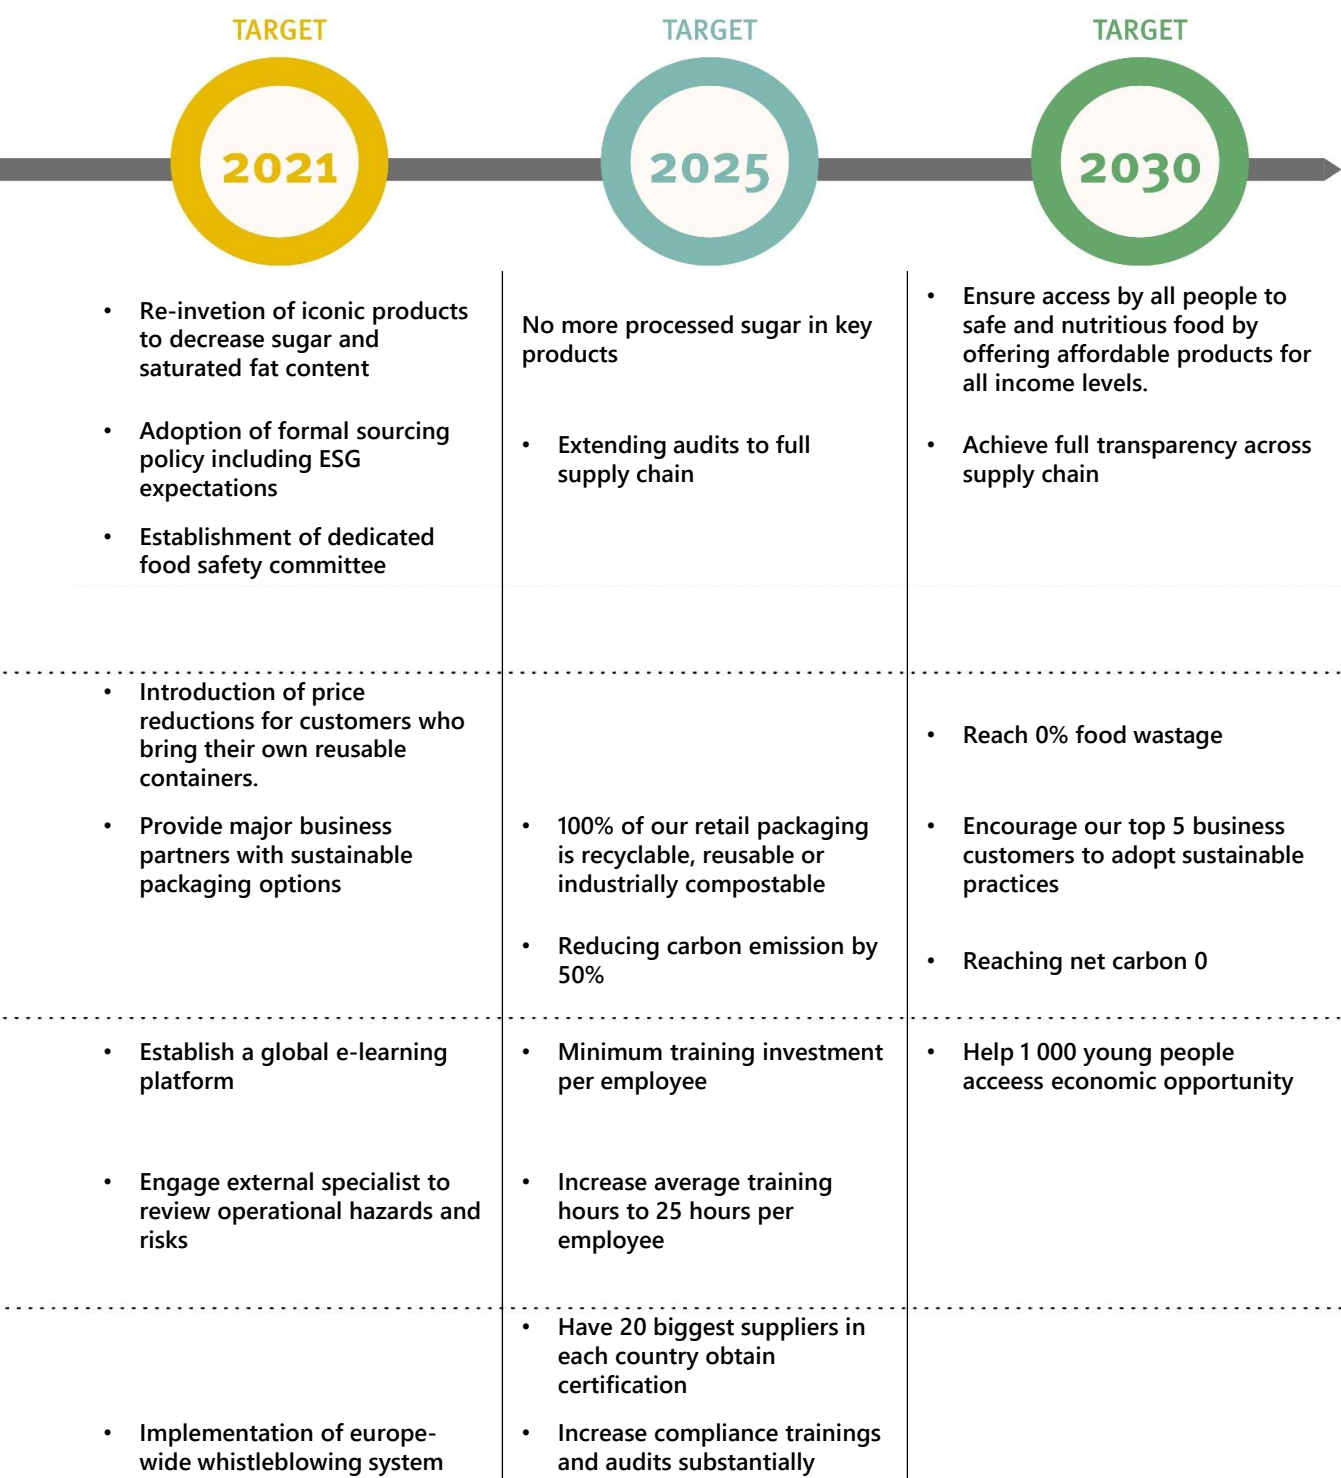 TARGET
TARGET
TARGET
2021
2025
2030
• Re-invetion of iconic products
to decrease sugar and
saturated fat content
No more processed sugar in key
products
• Ensure access by all people to
safe and nutritious food by
offering affordable products for
all income levels.
• Adoption of formal sourcing
policy including ESG
expectations
• Extending audits to full
supply chain
• Achieve full transparency across
supply chain
• Establishment of dedicated
food safety committee
• Introduction of price
reductions for customers who
bring their own reusable
containers.
• Reach 0% food wastage
• Provide major business
partners with sustainable
packaging options
• 100% of our retail packaging
is recyclable, reusable or
industrially compostable
• Encourage our top 5 business
customers to adopt sustainable
practices
• Reducing carbon emission by
50%
• Reaching net carbon 0
• Establish a global e-learning
platform
• Minimum training investment
per employee
• Help 1 000 young people
acceess economic opportunity
• Engage external specialist to
review operational hazards and
risks
• Increase average training
hours to 25 hours per
employee
• Have 20 biggest suppliers in
each country obtain
certification
• Implementation of europe-
wide whistleblowing system
• Increase compliance trainings
and audits substantially